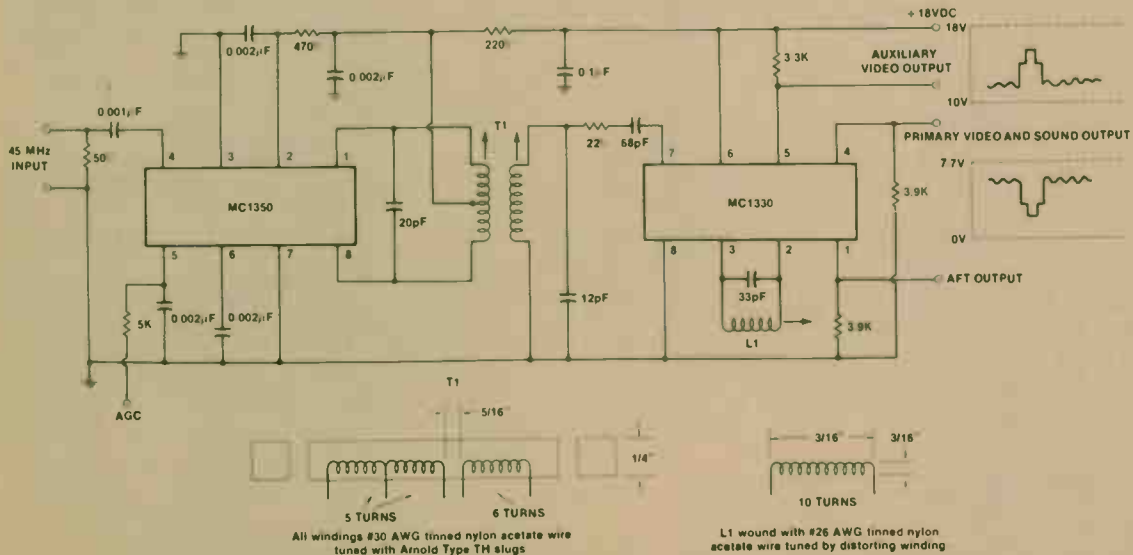 + 18VDC
0.002µF
470
220
0.002µF
0.1µF
3.3K
AUXILIARY
VIDEO OUTPUT
18V
10V
0.001µF
45 MHz
INPUT
50
T1
22
68pF
PRIMARY VIDEO AND SOUND OUTPUT
4
3
2
1
MC1350
5
6
7
8
20pF
7
6
5
4
MC1330
8
3
2
1
3.9K
7.7V
0V
5K
0.002µF
0.002µF
12pF
33pF
L1
AFT OUTPUT
3.9K
AGC
T1
5/16"
1/4"
5 TURNS
6 TURNS
All windings #30 AWG tinned nylon acetate wire
tuned with Arnold Type TH slugs
3/16"
3/16"
10 TURNS
L1 wound with #26 AWG tinned nylon
acetate wire tuned by distorting winding